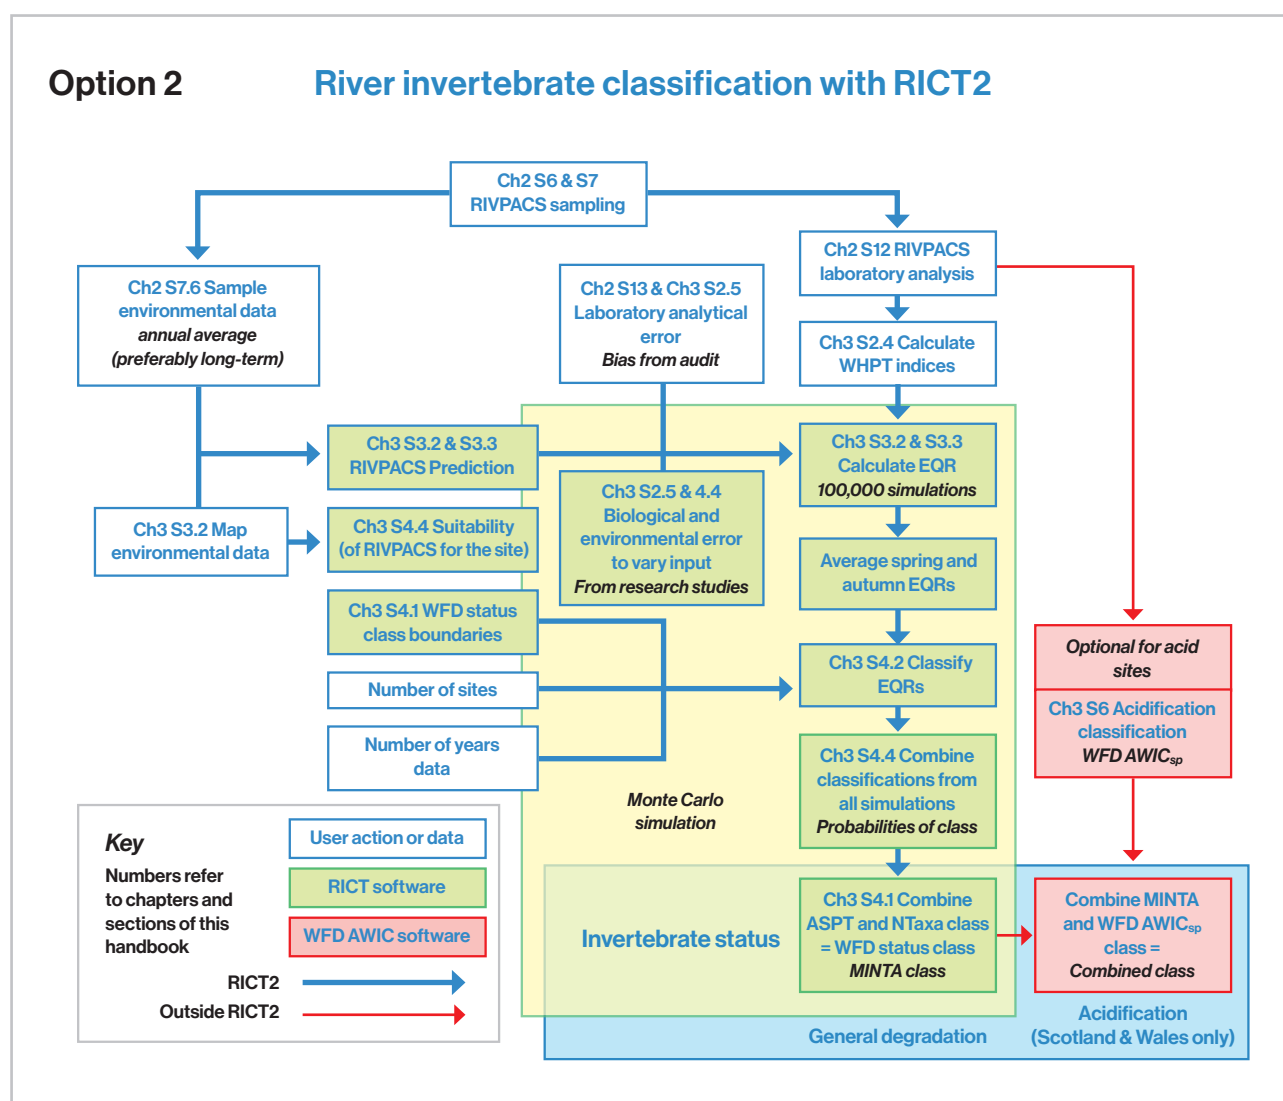 Option 2
River invertebrate classification with RICT2
Ch2 S6 & S7
RIVPACS sampling
Ch2 S7.6 Sample
environmental data
annual average
(preferably long-term)
Ch2 S13 & Ch3 S2.5
Laboratory analytical
error
Bias from audit
Ch2 S12 RIVPACS
laboratory analysis
Ch3 S2.4 Calculate
WHPT indices
Ch3 S3.2 & S3.3
RIVPACS Prediction
Ch3 S3.2 & S3.3
Calculate EQR
100,000 simulations
Ch3 S3.2 Map
environmental data
Ch3 S4.4 Suitability
(of RIVPACS for the site)
Ch3 S2.5 & 4.4
Biological and
environmental error
to vary input
From research studies
Average spring and
autumn EQRs
Ch3 S4.1 WFD status
class boundaries
Number of sites
Number of years
data
Ch3 S4.2 Classify
EQRs
Optional for acid
sites
Ch3 S6 Acidification
classification
WFD AWICsp
Ch3 S4.4 Combine
classifications from
all simulations
Probabilities of class
Monte Carlo
simulation
Key
Numbers refer
to chapters and
sections of this
handbook
User action or data
RICT software
WFD AWIC software
RICT2
Outside RICT2
Invertebrate status
Ch3 S4.1 Combine
ASPT and NTaxa class
= WFD status class
MINTA class
Combine MINTA
and WFD AWICsp
class =
Combined class
General degradation
Acidification
(Scotland & Wales only)